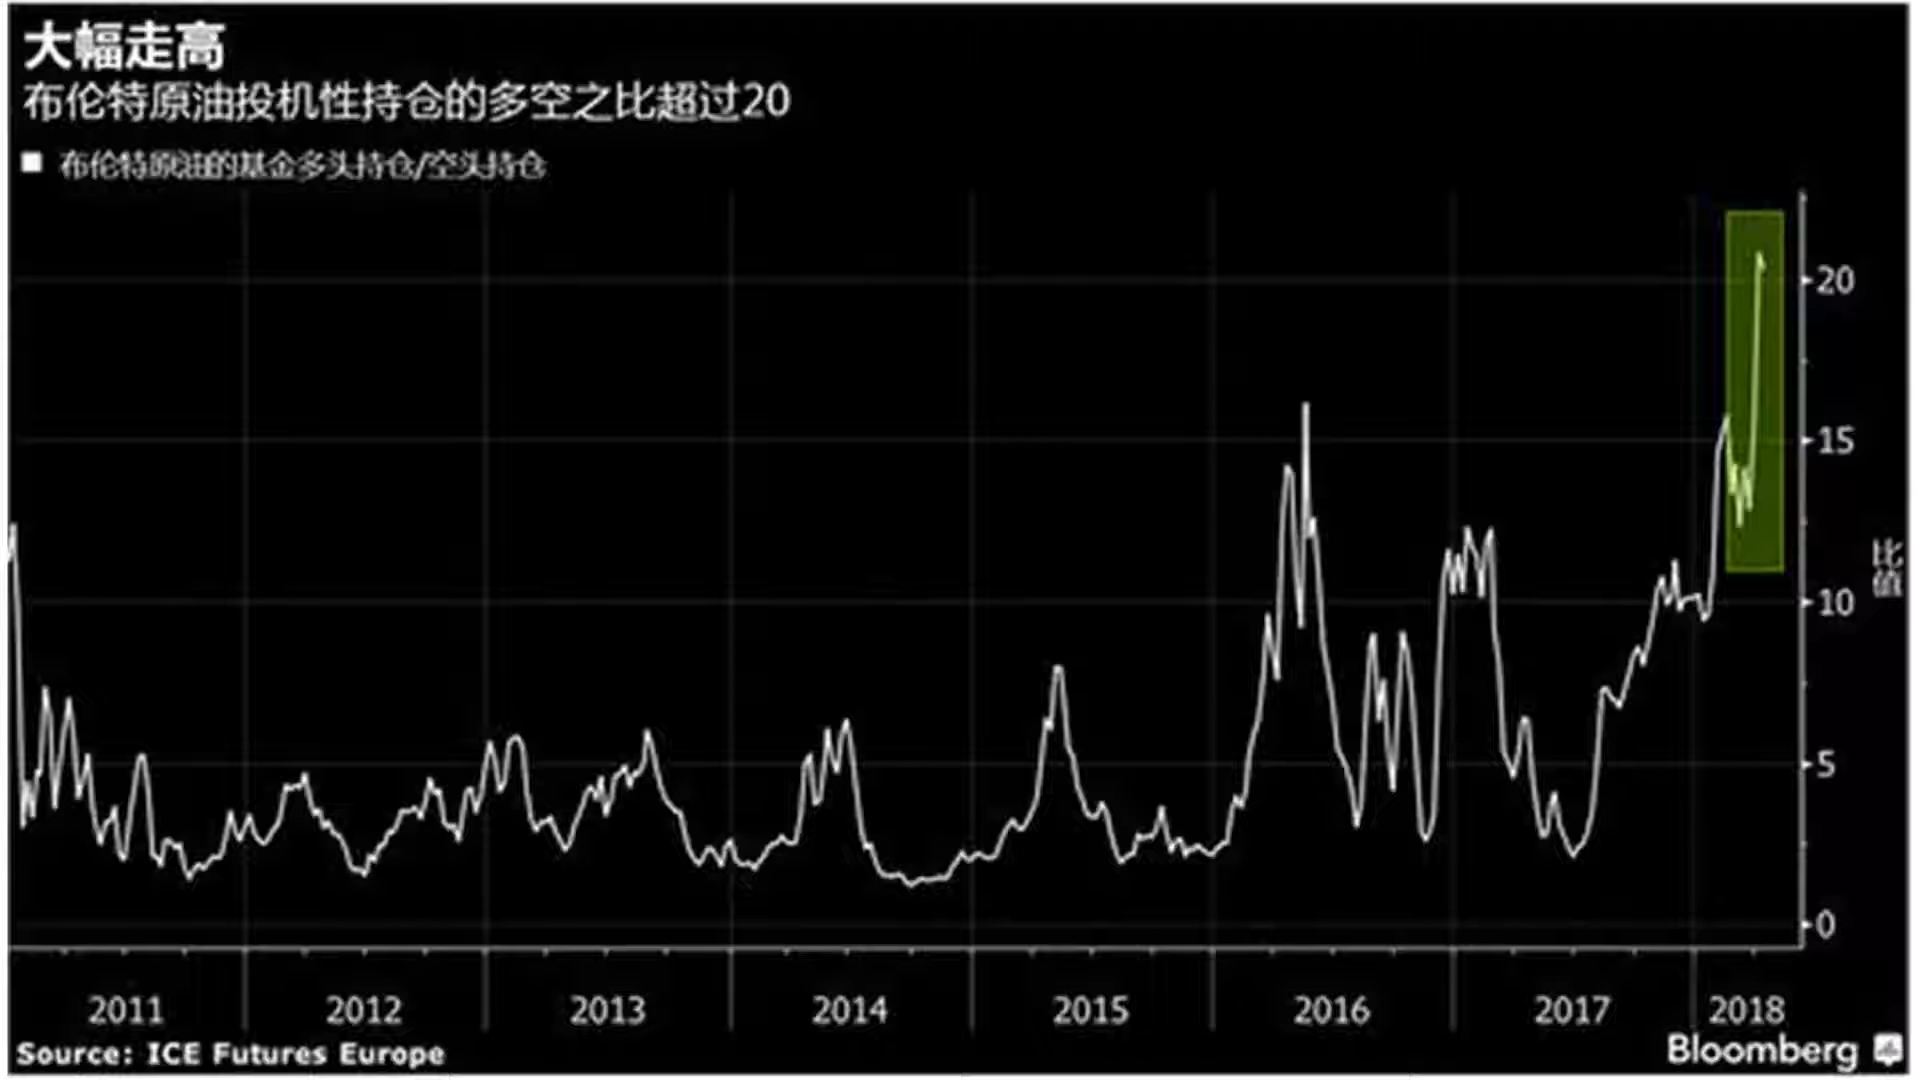 大幅走高
布伦特原油投机性持仓的多空之比超过20
布伦特原油的基金多头持仓/空头持仓
20
15
10
5
0
比值
2011 2012 2013 2014 2015 2016 2017 2018
Source: ICE Futures Europe
Bloomberg